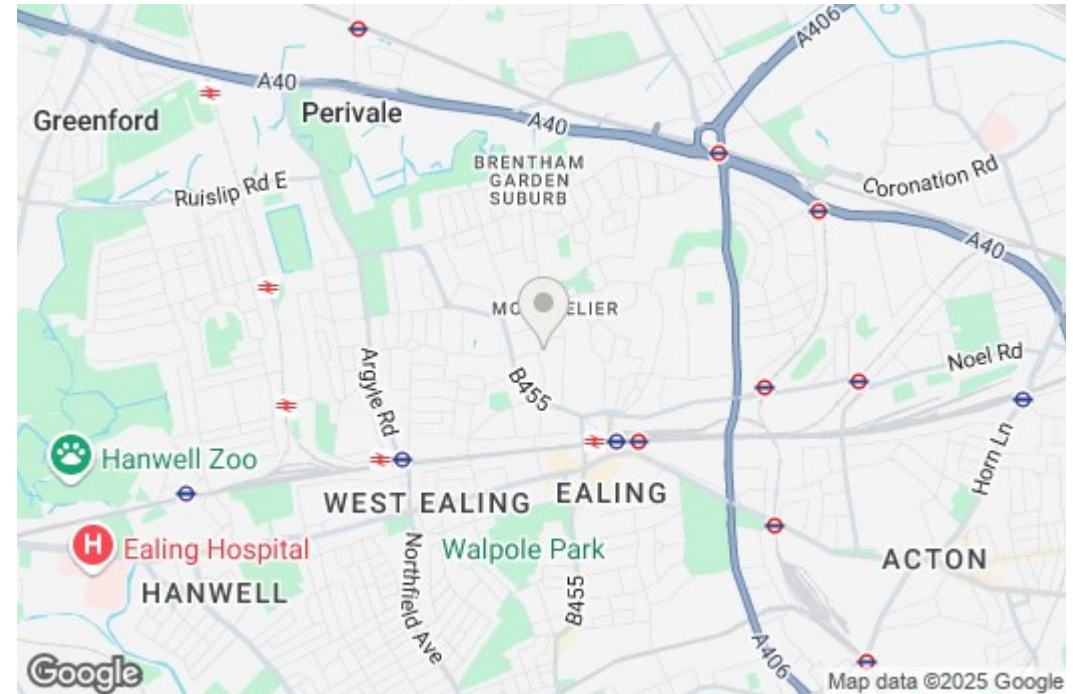 A406
A40
Greenford
Perivale
A40
BRENTHAM
GARDEN
SUBURB
Coronation Rd
Ruislip Rd E
A40
Noel Rd
Argyle Rd
B455
Horn Ln
Hanwell Zoo
WEST EALING
EALING
H
Ealing Hospital
Walpole Park
ACTON
HANWELL
Northfield Ave
B455
A406
Google
Map data ©2025 Google